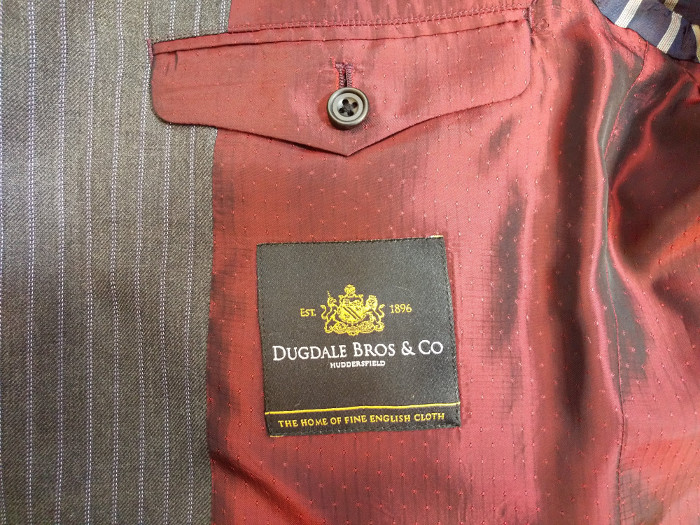 EST. 1896
DUGDALE BROS & CO
HUDDERSFIELD
THE HOME OF FINE ENGLISH CLOTH